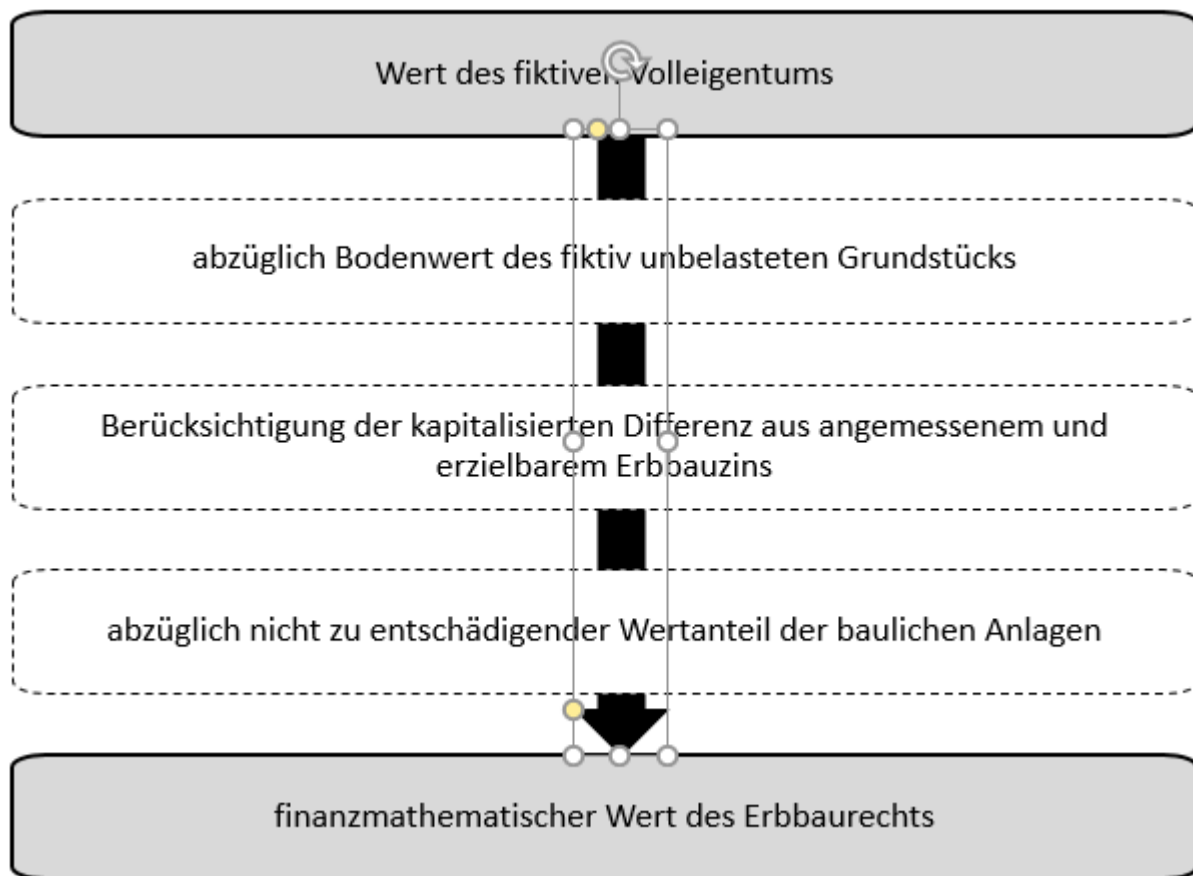 Wert des fiktiven Volleigentums
abzüglich Bodenwert des fiktiv unbelasteten Grundstücks
Berücksichtigung der kapitalisierten Differenz aus angemessenem und
erzielbarem Erbbauzins
abzüglich nicht zu entschädigender Wertanteil der baulichen Anlagen
finanzmathematischer Wert des Erbbaurechts